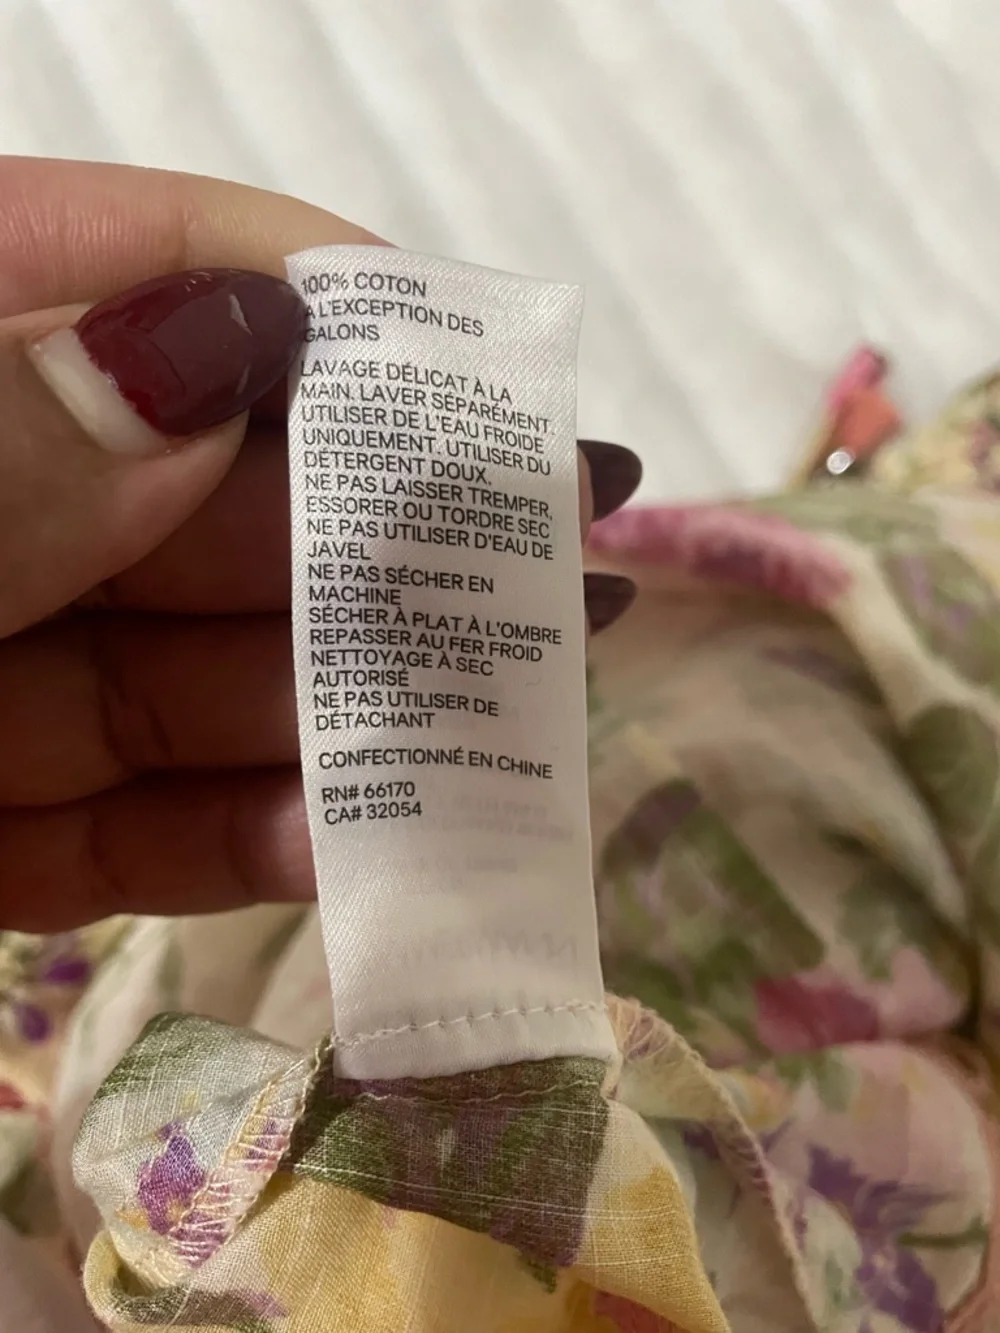 100% COTON
À L'EXCEPTION DES
GALONS
LAVAGE DÉLICAT À LA
MAIN. LAVER SÉPARÉMENT.
UTILISER DE L'EAU FROIDE
UNIQUEMENT. UTILISER DU
DÉTERGENT DOUX.
NE PAS LAISSER TREMPER,
ESSORER OU TORDRE SEC
NE PAS UTILISER D'EAU DE
JAVEL
NE PAS SÉCHER EN
MACHINE
SÉCHER À PLAT À L'OMBRE
REPASSER AU FER FROID
NETTOYAGE À SEC
AUTORISÉ
NE PAS UTILISER DE
DÉTACHANT
CONFECTIONNÉ EN CHINE
RN# 66170
CA# 32054